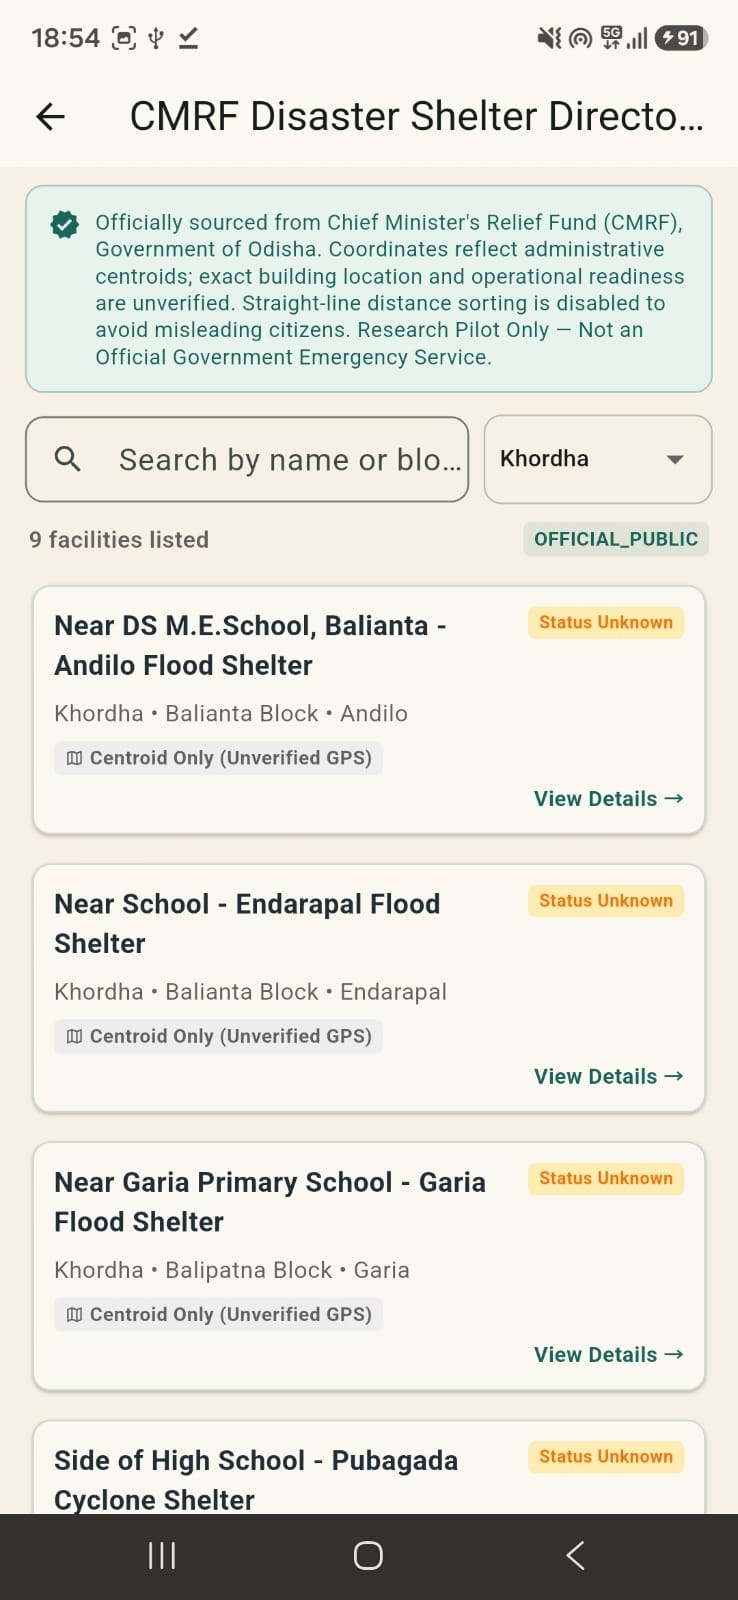 18:54
5G
91
CMRF Disaster Shelter Directo...
Officially sourced from Chief Minister's Relief Fund (CMRF),
Government of Odisha. Coordinates reflect administrative
centroids; exact building location and operational readiness
are unverified. Straight-line distance sorting is disabled to
avoid misleading citizens. Research Pilot Only — Not an
Official Government Emergency Service.
Search by name or blo...
Khordha
9 facilities listed
OFFICIAL_PUBLIC
Near DS M.E.School, Balianta -
Andilo Flood Shelter
Status Unknown
Khordha • Balianta Block • Andilo
Centroid Only (Unverified GPS)
View Details →
Near School - Endarapal Flood
Shelter
Status Unknown
Khordha • Balianta Block • Endarapal
Centroid Only (Unverified GPS)
View Details →
Near Garia Primary School - Garia
Flood Shelter
Status Unknown
Khordha • Balipatna Block • Garia
Centroid Only (Unverified GPS)
View Details →
Side of High School - Pubagada
Cyclone Shelter
Status Unknown